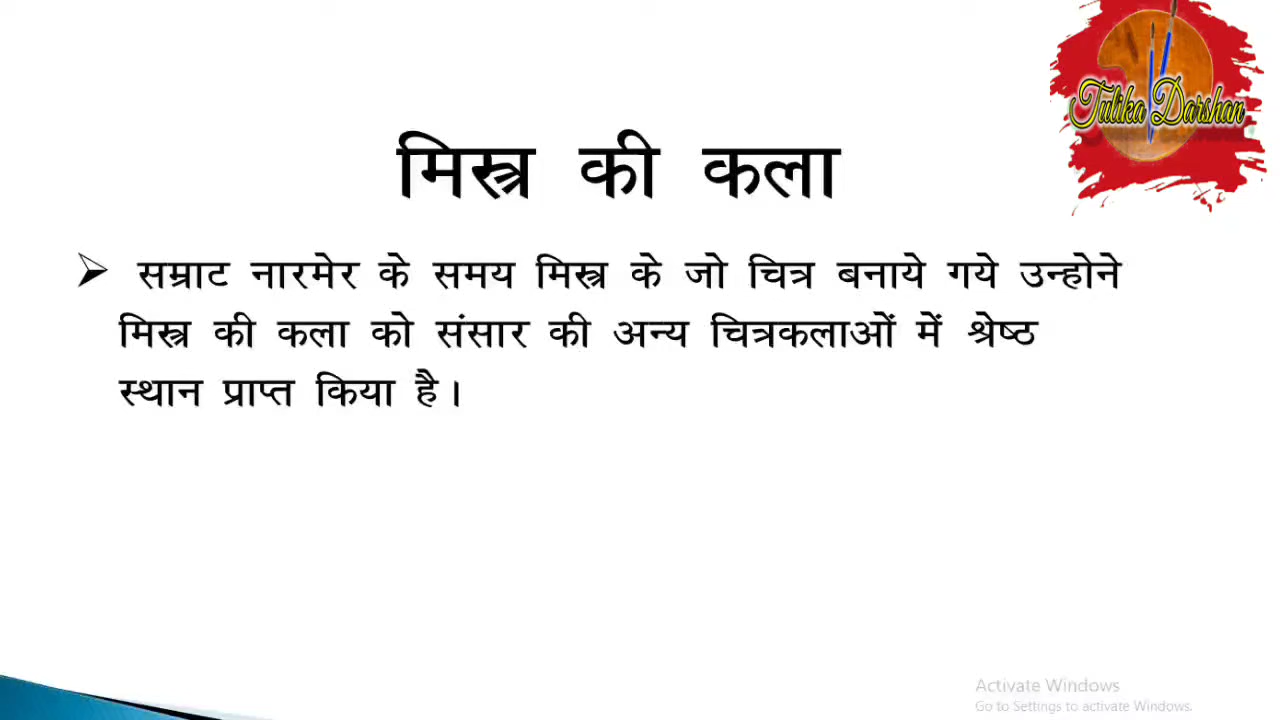 Tulika Darshan
मिस्त्र की कला
➢ सम्राट नारमेर के समय मिस्त्र के जो चित्र बनाये गये उन्होने
मिस्त्र की कला को संसार की अन्य चित्रकलाओं में श्रेष्ठ
स्थान प्राप्त किया है।
Activate Windows
Go to Settings to activate Windows.